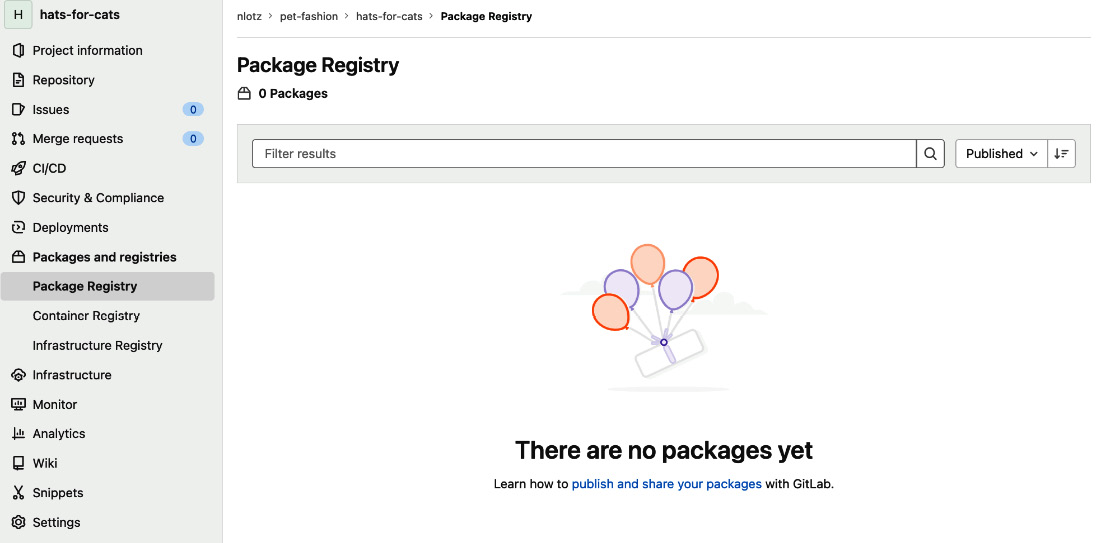 H hats-for-cats
Project information
Repository
Issues 0
Merge requests 0
CI/CD
Security & Compliance
Deployments
Packages and registries
Package Registry
Container Registry
Infrastructure Registry
Infrastructure
Monitor
Analytics
Wiki
Snippets
Settings
nlotz > pet-fashion > hats-for-cats > Package Registry
Package Registry
0 Packages
Filter results
Published
There are no packages yet
Learn how to publish and share your packages with GitLab.